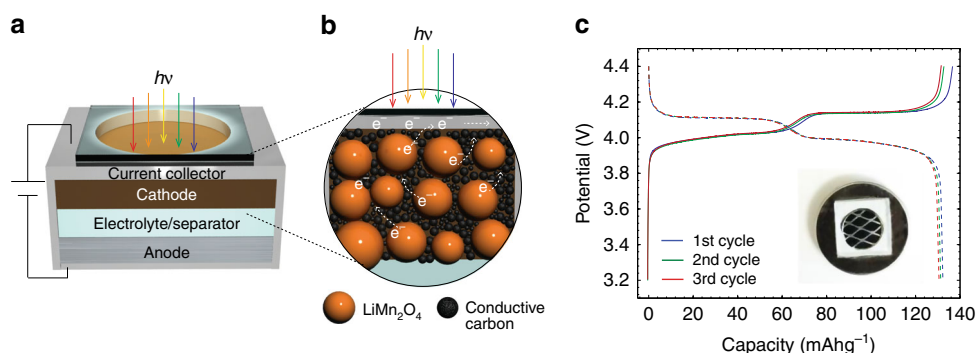 a
hν
Current collector
Cathode
Electrolyte/separator
Anode
b
hν
e⁻ e⁻ e⁻
e⁻
e⁻
e⁻
e⁻
e⁻
e⁻
LiMn₂O₄
Conductive
carbon
c
Potential (V)
4.4
4.2
4.0
3.8
3.6
3.4
3.2
1st cycle
2nd cycle
3rd cycle
0 20 40 60 80 100 120 140
Capacity (mAhg⁻¹)